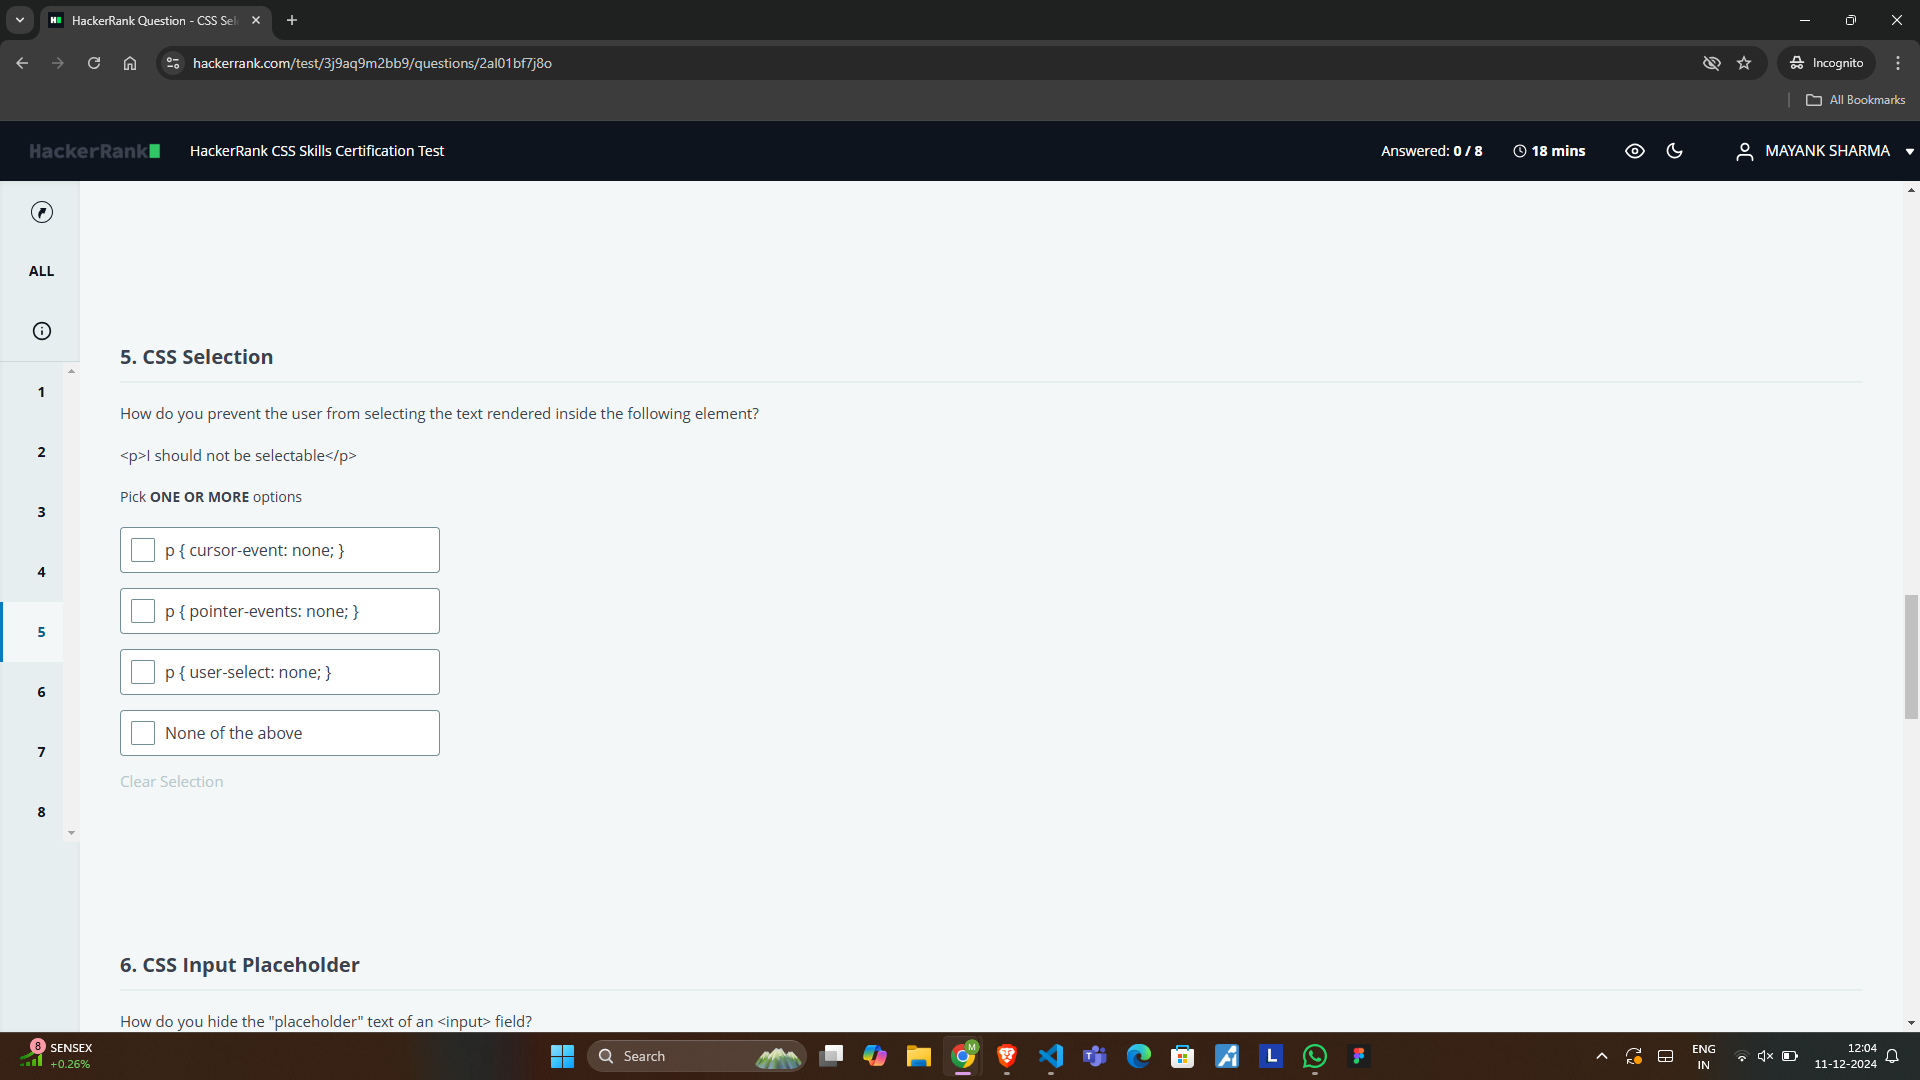 HackerRank Question - CSS Sel
hackerrank.com/test/3j9aq9m2bb9/questions/2al01bf7j8o
Incognito
All Bookmarks
HackerRank
HackerRank CSS Skills Certification Test
Answered: 0 / 8
18 mins
MAYANK SHARMA
ALL
1
2
3
4
5
6
7
8
5. CSS Selection
How do you prevent the user from selecting the text rendered inside the following element?
<p>I should not be selectable</p>
Pick ONE OR MORE options
p { cursor-event: none; }
p { pointer-events: none; }
p { user-select: none; }
None of the above
Clear Selection
6. CSS Input Placeholder
How do you hide the "placeholder" text of an <input> field?
8
SENSEX
+0.26%
Search
M
L
ENG
IN
12:04
11-12-2024